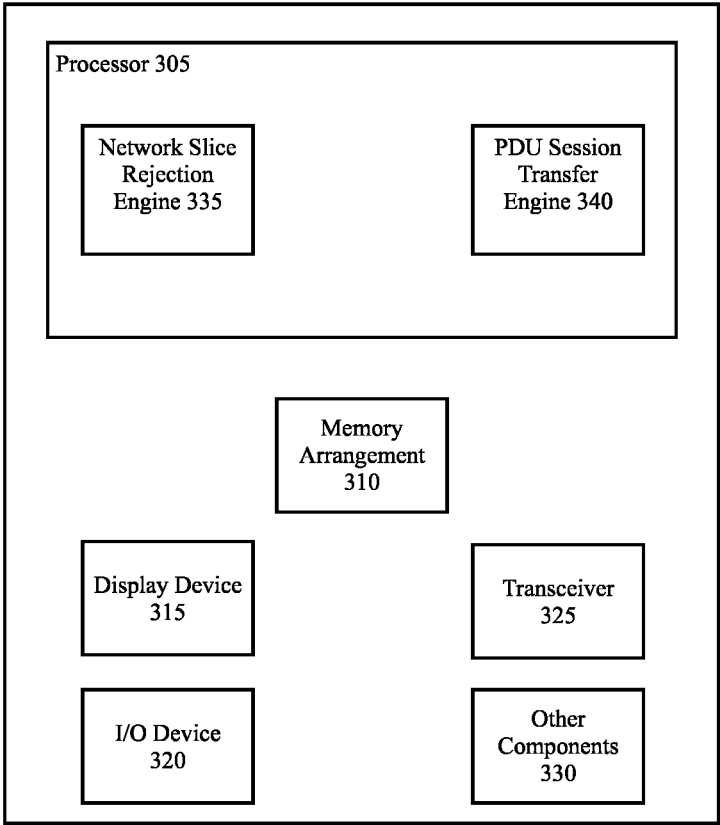 Processor 305
Network Slice
Rejection
Engine 335
PDU Session
Transfer
Engine 340
Memory
Arrangement
310
Display Device
315
Transceiver
325
I/O Device
320
Other
Components
330